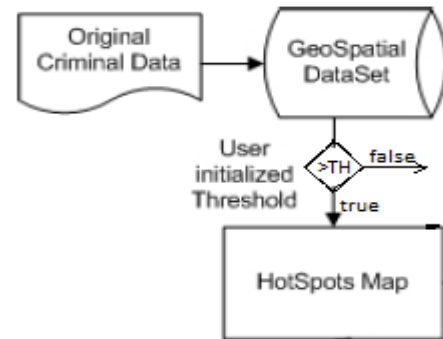 Original
Criminal Data
GeoSpatial
DataSet
User
initialized
Threshold
>TH
false
true
HotSpots Map